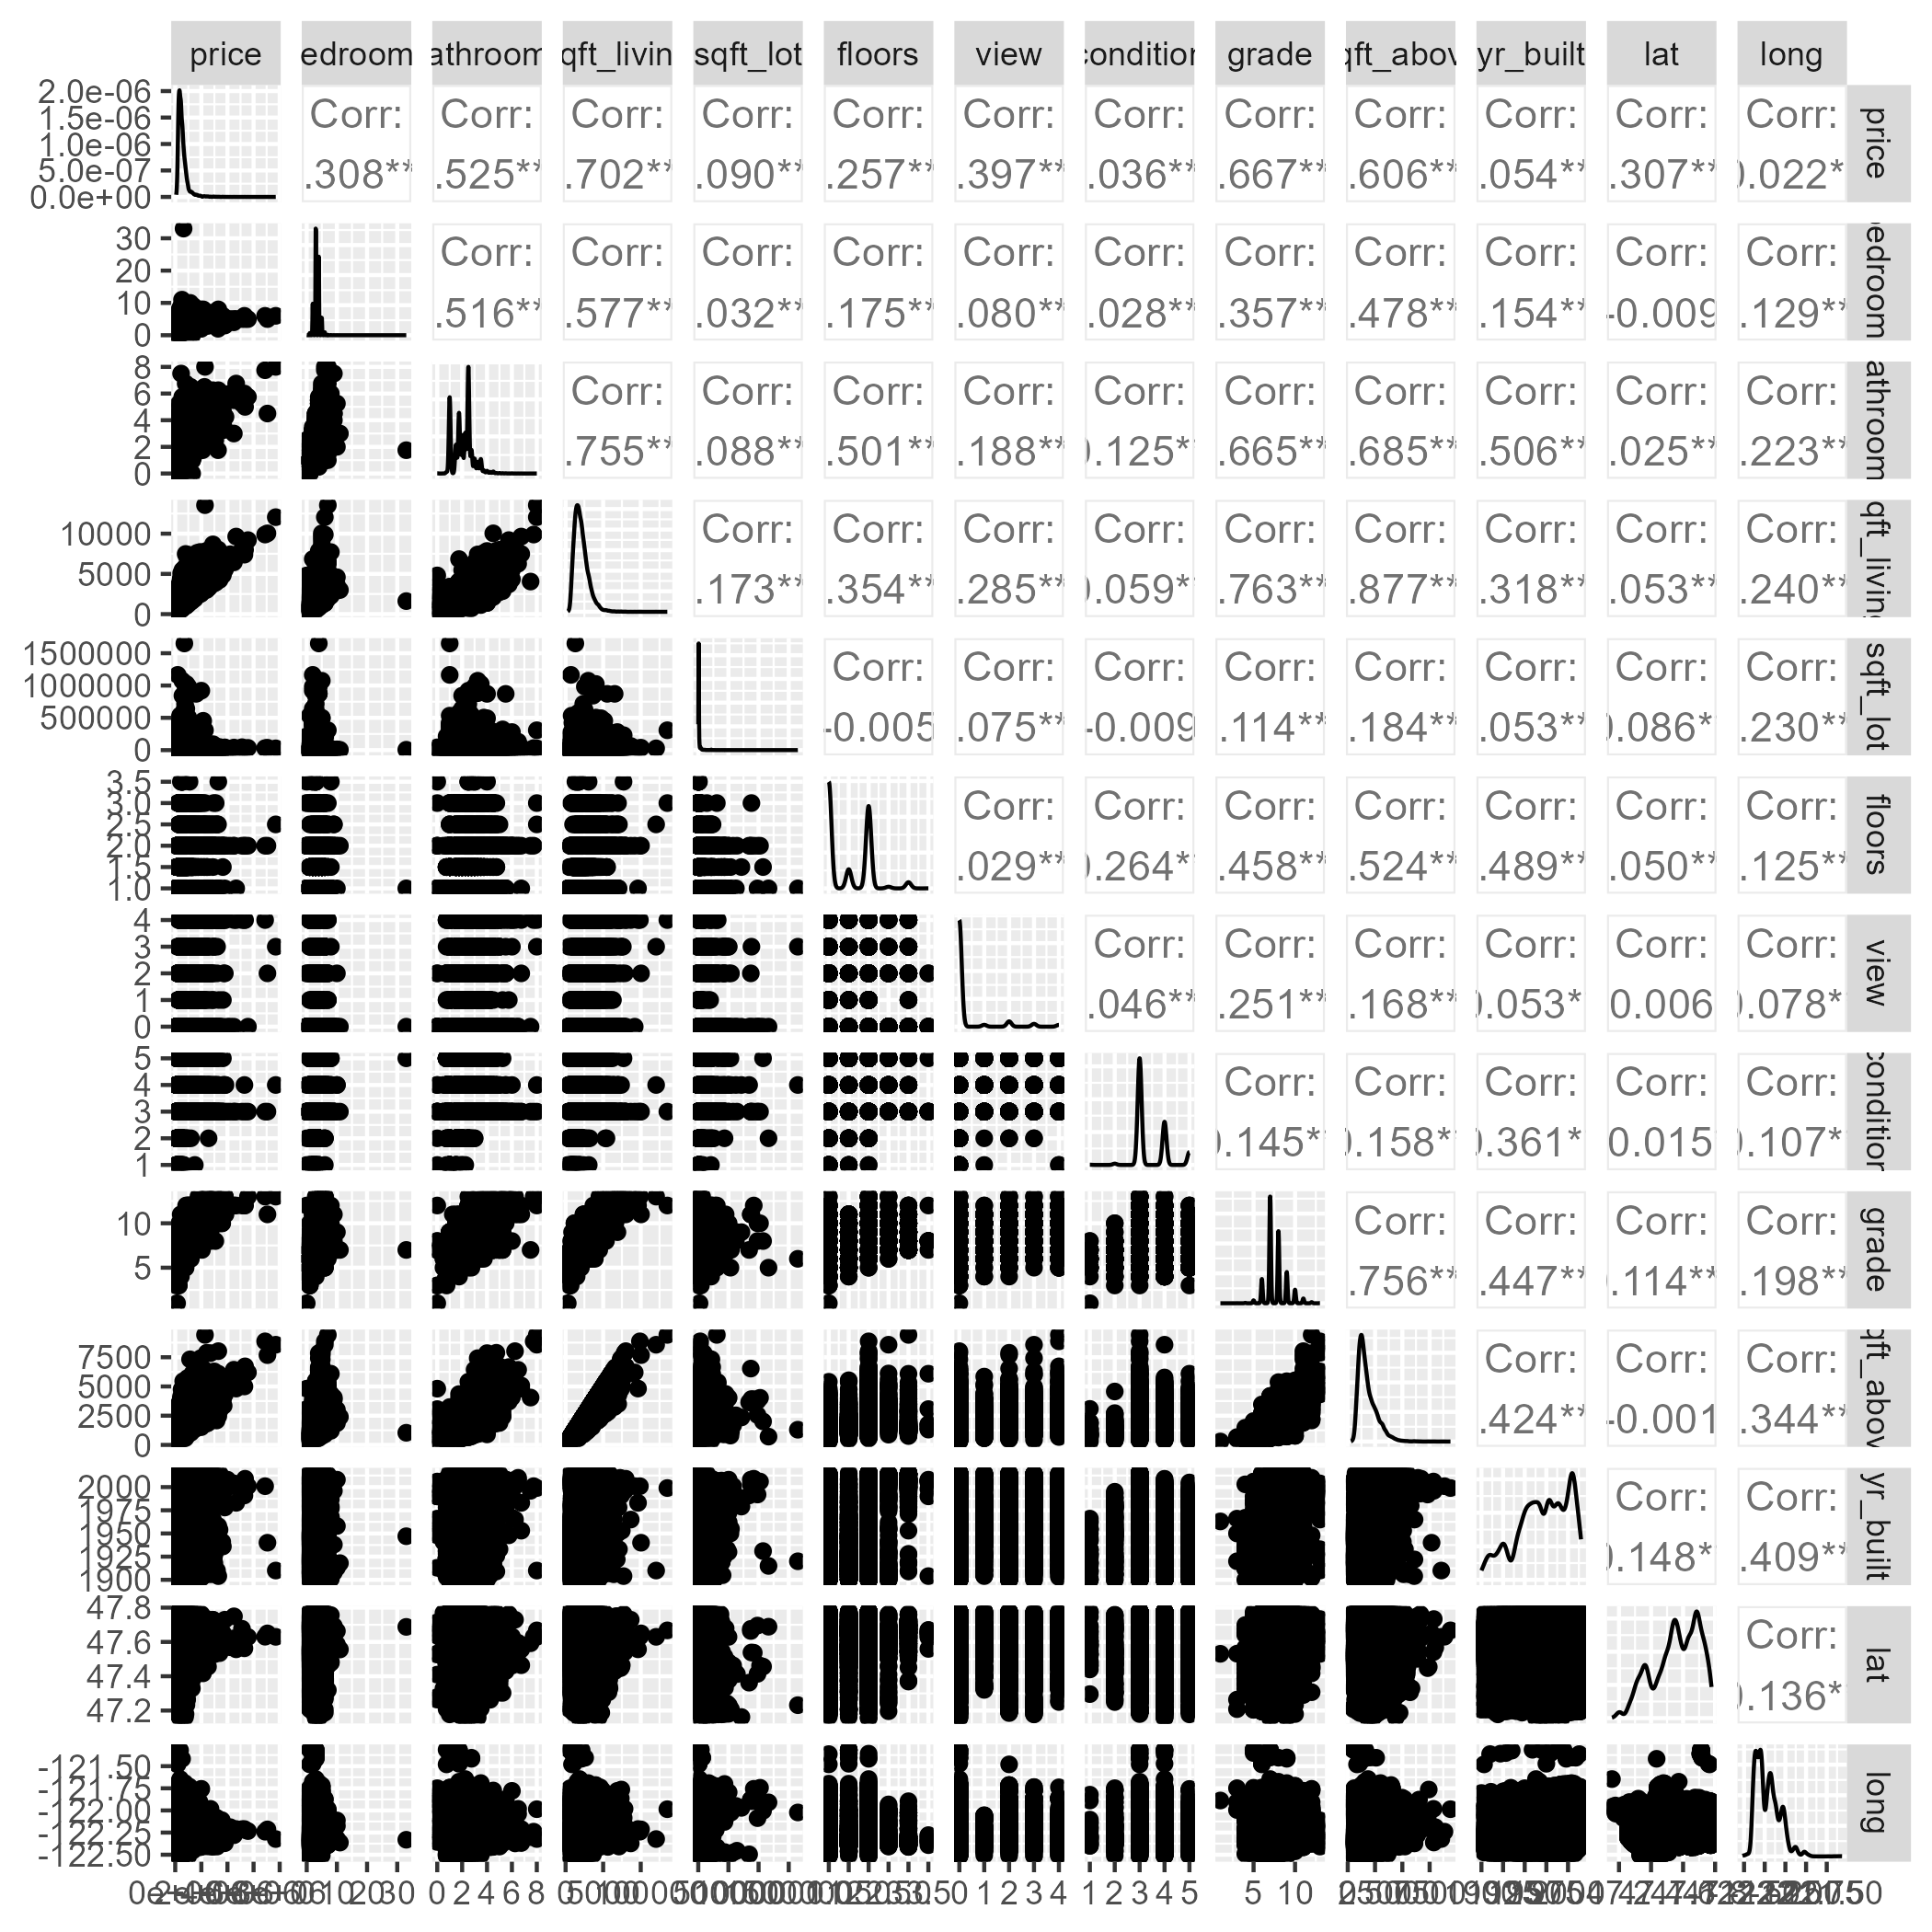 price edroom athroom qft_livin sqft_lot floors view condition grade qft_abov yr_built lat long
2.0e-06
1.5e-06
1.0e-06
5.0e-07
0.0e+00
Corr: Corr: Corr: Corr: Corr: Corr: Corr: Corr: Corr: Corr: Corr: Corr:
.308** .525** .702** .090** .257** .397** .036** .667** .606** .054** .307** 0.022*
price
30
20
10
0
Corr: Corr: Corr: Corr: Corr: Corr: Corr: Corr: Corr: Corr: Corr:
.516** .577** .032** .175** .080** .028** .357** .478** .154** -0.009 .129**
edroom
8
6
4
2
0
Corr: Corr: Corr: Corr: Corr: Corr: Corr: Corr: Corr: Corr:
.755** .088** .501** .188** 0.125* .665** .685** .506** .025** .223**
athroom
10000
5000
0
Corr: Corr: Corr: Corr: Corr: Corr: Corr: Corr: Corr:
.173** .354** .285** 0.059* .763** .877** .318** .053** .240**
qft_living
1500000
1000000
500000
0
Corr: Corr: Corr: Corr: Corr: Corr: Corr: Corr:
-0.005 .075** -0.009 .114** .184** .053** 0.086* .230**
sqft_lot
3.5
3.0
2.5
2.0
1.5
1.0
Corr: Corr: Corr: Corr: Corr: Corr: Corr:
.029** 0.264* .458** .524** .489** .050** .125**
floors
4
3
2
1
0
Corr: Corr: Corr: Corr: Corr: Corr:
.046** .251** .168** 0.053* 0.006 0.078*
view
5
4
3
2
1
Corr: Corr: Corr: Corr: Corr:
0.145* 0.158* 0.361* 0.015 0.107*
condition
10
5
Corr: Corr: Corr: Corr:
.756** .447** .114** .198**
grade
7500
5000
2500
0
Corr: Corr: Corr:
.424** -0.001 .344**
qft_abov
2000
1975
1950
1925
1900
Corr: Corr:
0.148* .409**
yr_built
47.8
47.6
47.4
47.2
Corr:
0.136*
lat
-121.50
-121.75
-122.00
-122.25
-122.50
long
0 10 20 30 0 2 4 6 8 0 5000 10000 0 1 2 3 4 1 2 3 4 5 5 10